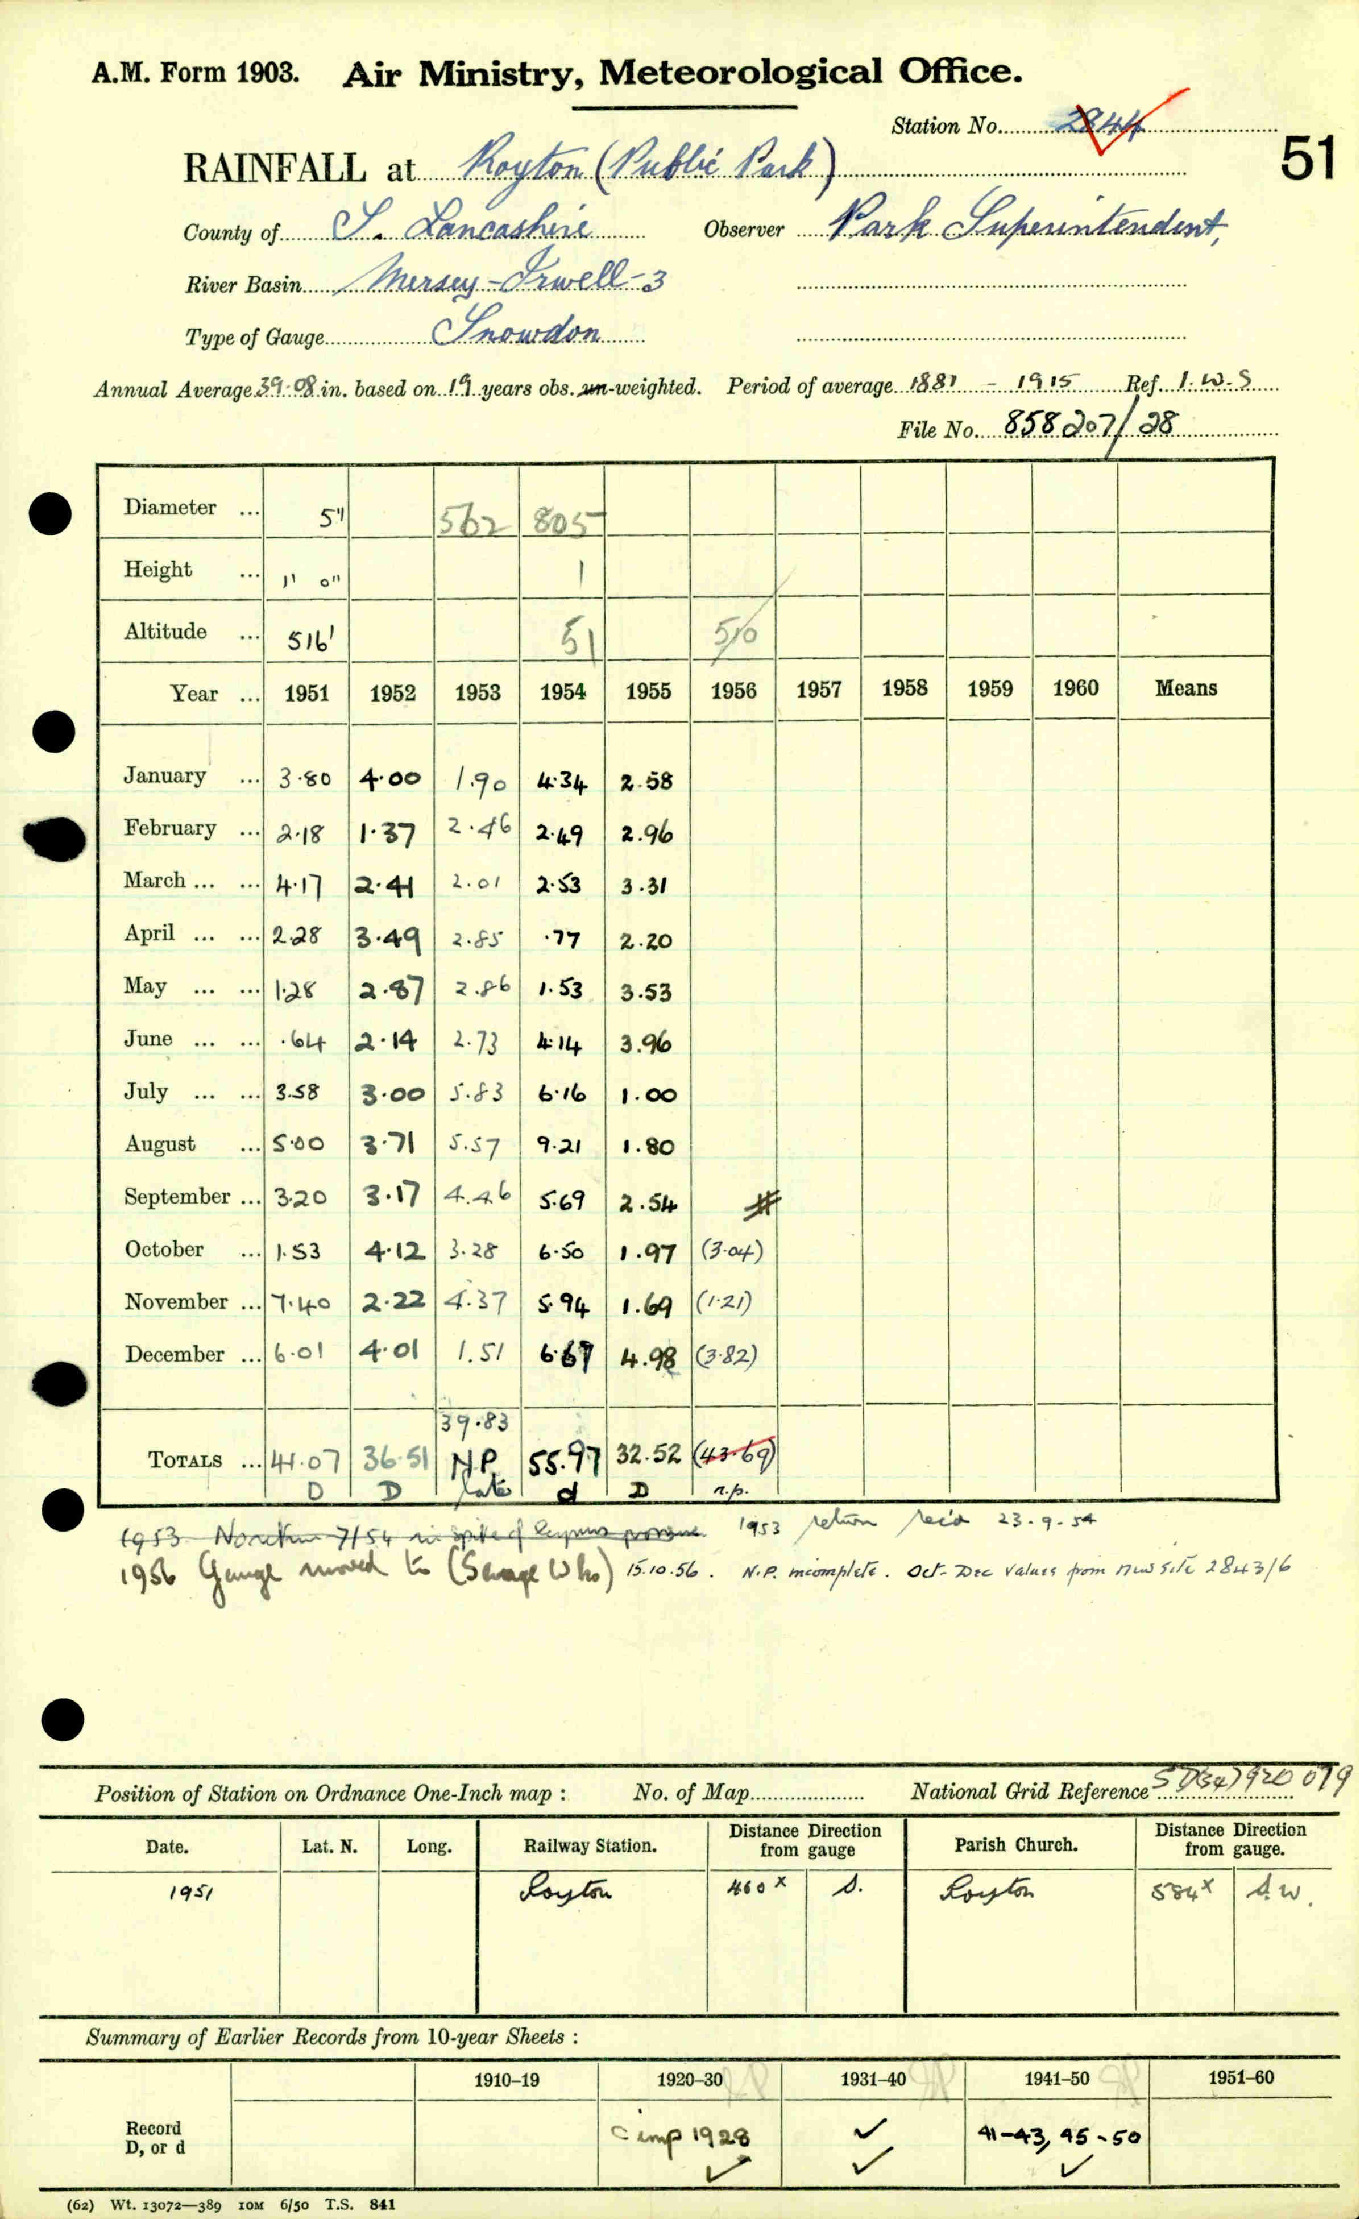 A.M. Form 1903. Air Ministry, Meteorological Office.
Station No. 2844
51
RAINFALL at Royton (Public Park)
County of S. Lancashire Observer Park Superintendent,
River Basin Mersey-Irwell-3
Type of Gauge Snowdon
Annual Average 39.08 in. based on 19 years obs. un-weighted. Period of average 1881 - 1915 Ref. I.W.S
File No. 858207/28
Diameter ... 5" 562 805
Height ... 1' 0" 1
Altitude ... 516' 51 510
Year ... 1951 1952 1953 1954 1955 1956 1957 1958 1959 1960 Means
January ... 3.80 4.00 1.90 4.34 2.58
February ... 2.18 1.37 2.46 2.49 2.96
March ... ... 4.17 2.41 2.01 2.53 3.31
April ... ... 2.28 3.49 2.85 .77 2.20
May ... ... 1.28 2.87 2.86 1.53 3.53
June ... ... .64 2.14 2.73 4.14 3.96
July ... ... 3.58 3.00 5.83 6.16 1.00
August ... 5.00 3.71 5.57 9.21 1.80
September ... 3.20 3.17 4.46 5.69 2.54 #
October ... 1.53 4.12 3.28 6.50 1.97 (3.04)
November ... 7.40 2.22 4.37 5.94 1.69 (1.21)
December ... 6.01 4.01 1.51 6.67 4.98 (3.82)
39.83
TOTALS ... 41.07 36.51 N.P. 55.97 32.52 (43.69)
D D late d D n.p.
1953 No return 7/54 in spite of 1953 return rec'd 23.9.54
1956 Gauge moved to (Sewage Wks) 15.10.56. N.P. incomplete. Oct-Dec values from new site 2843/6
Position of Station on Ordnance One-Inch map : No. of Map National Grid Reference SD(34)920 079
Date. Lat. N. Long. Railway Station. Distance Direction from gauge Parish Church. Distance Direction from gauge.
1951 Royton 460x S. Royton 584x S.W.
Summary of Earlier Records from 10-year Sheets :
1910–19 1920–30 1931–40 1941–50 1951–60
Record D, or d C imp 1928 ✓ ✓ ✓ 41-43, 45-50 ✓
(62) Wt. 13072—389 10M 6/50 T.S. 841